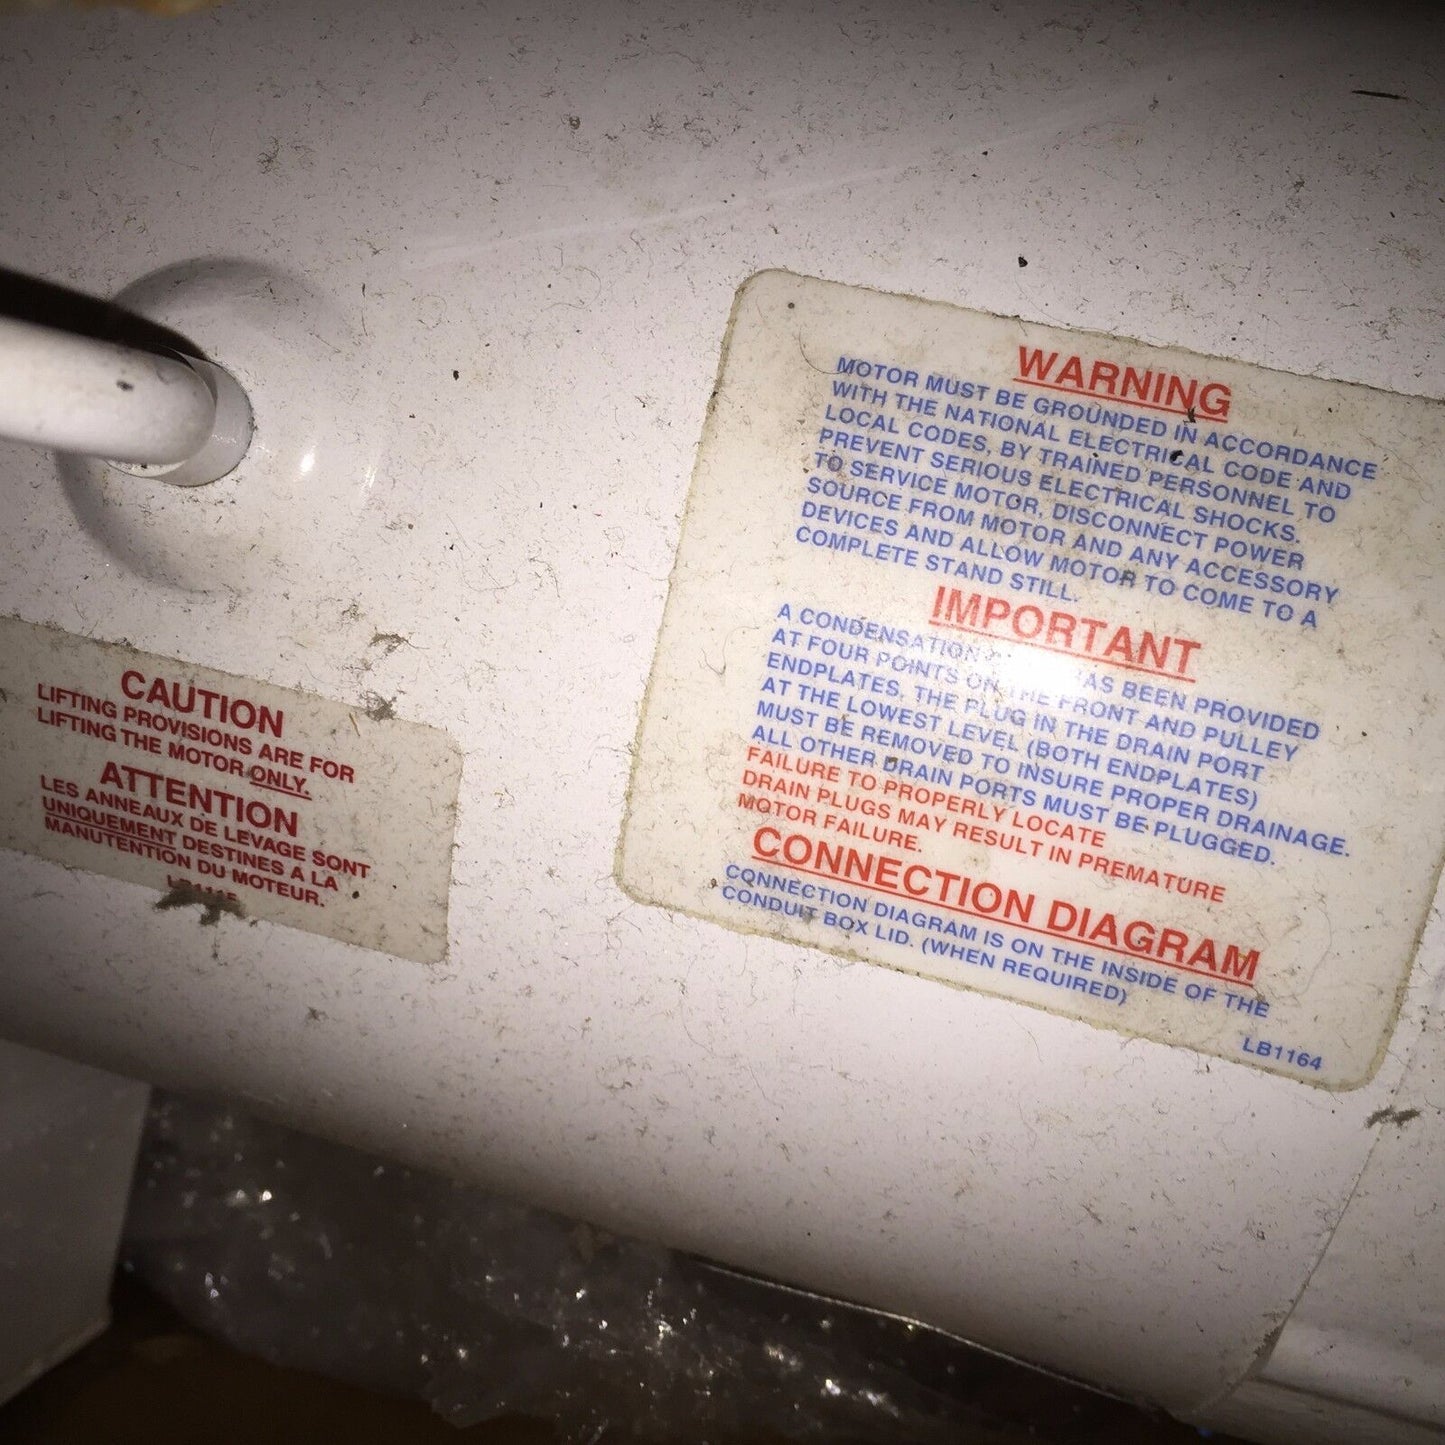 CAUTION
LIFTING PROVISIONS ARE FOR
LIFTING THE MOTOR ONLY.
ATTENTION
LES ANNEAUX DE LEVAGE SONT
UNIQUEMENT DESTINES A LA
MANUTENTION DU MOTEUR.
WARNING
MOTOR MUST BE GROUNDED IN ACCORDANCE
WITH THE NATIONAL ELECTRICAL CODE AND
LOCAL CODES, BY TRAINED PERSONNEL TO
PREVENT SERIOUS ELECTRICAL SHOCKS.
TO SERVICE MOTOR, DISCONNECT POWER
SOURCE FROM MOTOR AND ANY ACCESSORY
DEVICES AND ALLOW MOTOR TO COME TO A
COMPLETE STAND STILL.
IMPORTANT
A CONDENSATION BEEN PROVIDED
AT FOUR POINTS ON THE FRONT AND PULLEY
ENDPLATES. THE PLUG IN THE DRAIN PORT
AT THE LOWEST LEVEL (BOTH ENDPLATES)
MUST BE REMOVED TO INSURE PROPER DRAINAGE.
ALL OTHER DRAIN PORTS MUST BE PLUGGED.
FAILURE TO PROPERLY LOCATE
DRAIN PLUGS MAY RESULT IN PREMATURE
MOTOR FAILURE.
CONNECTION DIAGRAM
CONNECTION DIAGRAM IS ON THE INSIDE OF THE
CONDUIT BOX LID. (WHEN REQUIRED)
LB1164